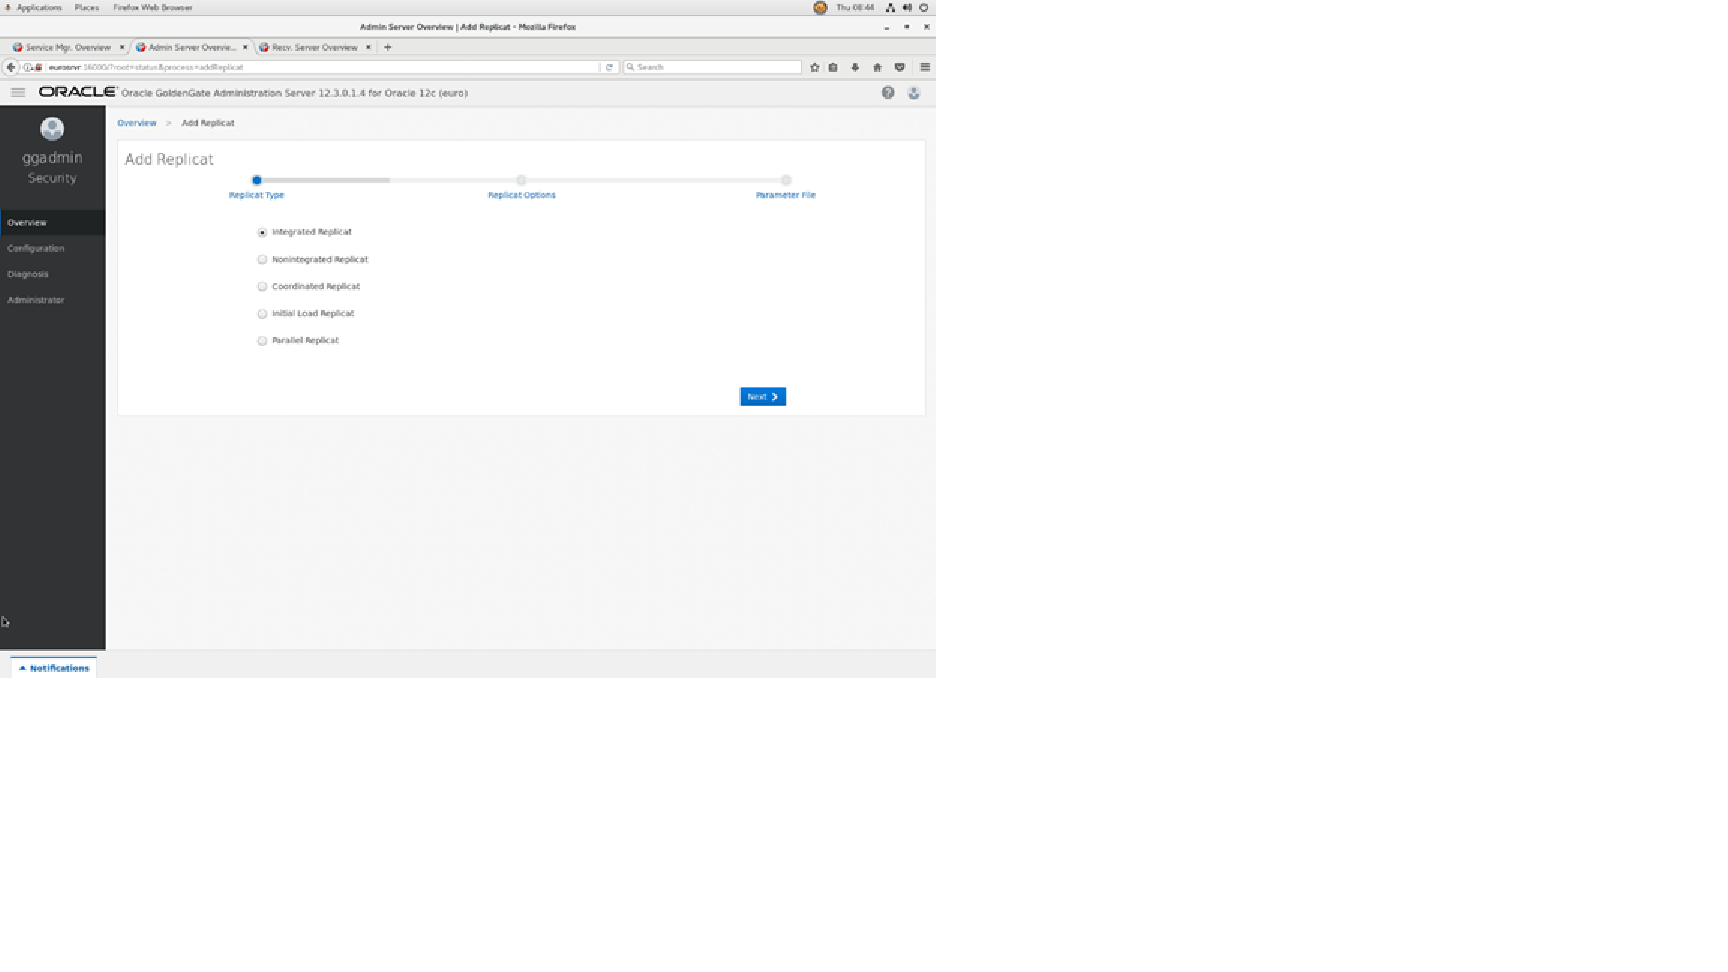 Applications Places Firefox Web Browser Thu 08:44
Admin Server Overview | Add Replicat - Mozilla Firefox
Service Mgr. Overview Admin Server Overvie... Recv. Server Overview
:16000/?root=status&process=addReplicat Search
ORACLE Oracle GoldenGate Administration Server 12.3.0.1.4 for Oracle 12c (euro)
Overview > Add Replicat
ggadmin
Security
Overview
Configuration
Diagnosis
Administrator
Add Replicat
Replicat Type Replicat Options Parameter File
Integrated Replicat
Nonintegrated Replicat
Coordinated Replicat
Initial Load Replicat
Parallel Replicat
Next
Notifications